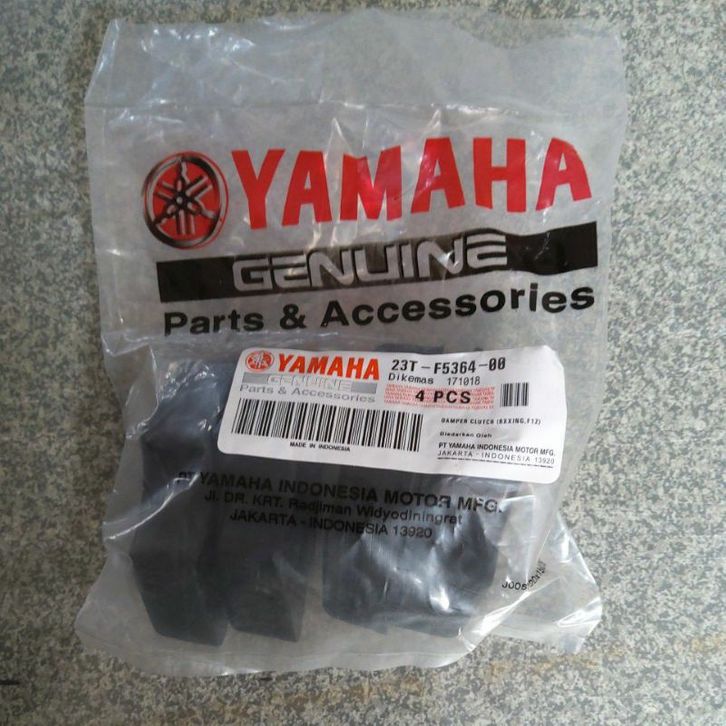 YAMAHA
GENUINE
Parts & Accessories
YAMAHA
GENUINE
Parts & Accessories
MADE IN INDONESIA
23T-F5364-00
Dikemas 171018
4 PCS
DAMPER CLUTCH (RXKING,F1Z)
Diedarkan Oleh
PT YAMAHA INDONESIA MOTOR MFG.
JAKARTA - INDONESIA 13920
PT YAMAHA INDONESIA MOTOR MFG.
Jl. DR. KRT. Radjiman Widyodiningrat
JAKARTA - INDONESIA 13920